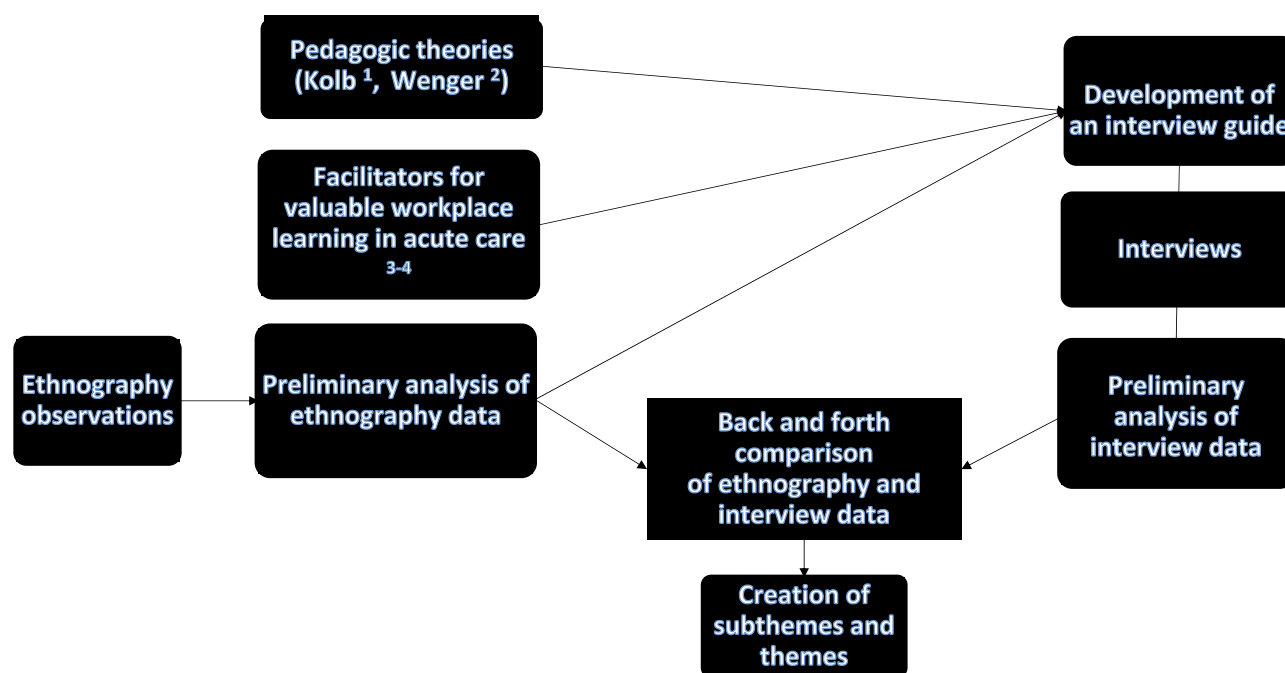 Pedagogic theories
(Kolb ¹, Wenger ²)
Facilitators for
valuable workplace
learning in acute care
3-4
Ethnography
observations
Preliminary analysis of
ethnography data
Development of
an interview guide
Interviews
Preliminary
analysis of
interview data
Back and forth
comparison
of ethnography and
interview data
Creation of
subthemes and
themes